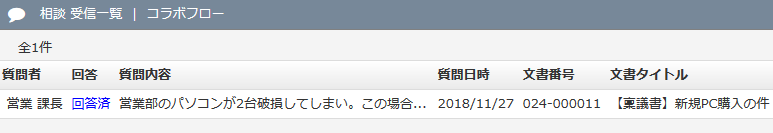 相談 受信一覧 | コラボフロー
全1件
質問者 回答 質問内容 質問日時 文書番号 文書タイトル
営業 課長 回答済 営業部のパソコンが2台破損してしまい。この場合... 2018/11/27 024-000011 【稟議書】新規PC購入の件